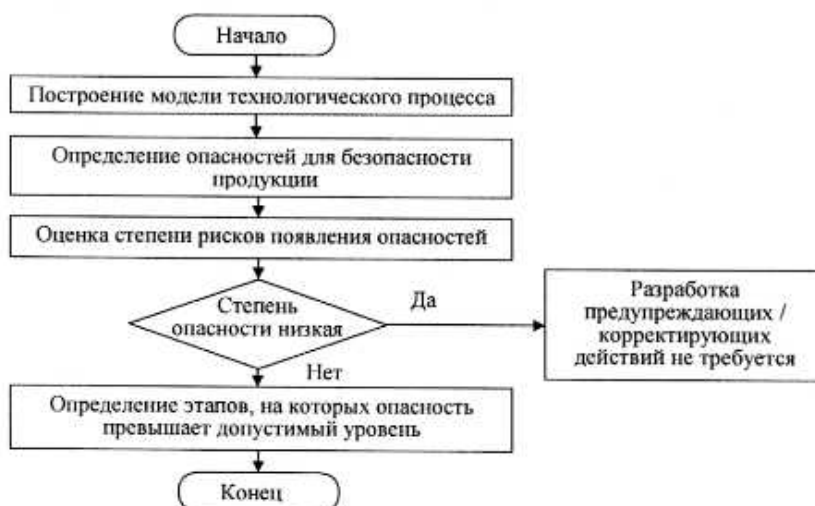 Начало
Построение модели технологического процесса
Определение опасностей для безопасности
продукции
Оценка степени рисков появления опасностей
Степень
опасности низкая
Да
Разработка
предупреждающих /
корректирующих
действий не требуется
Нет
Определение этапов, на которых опасность
превышает допустимый уровень
Конец